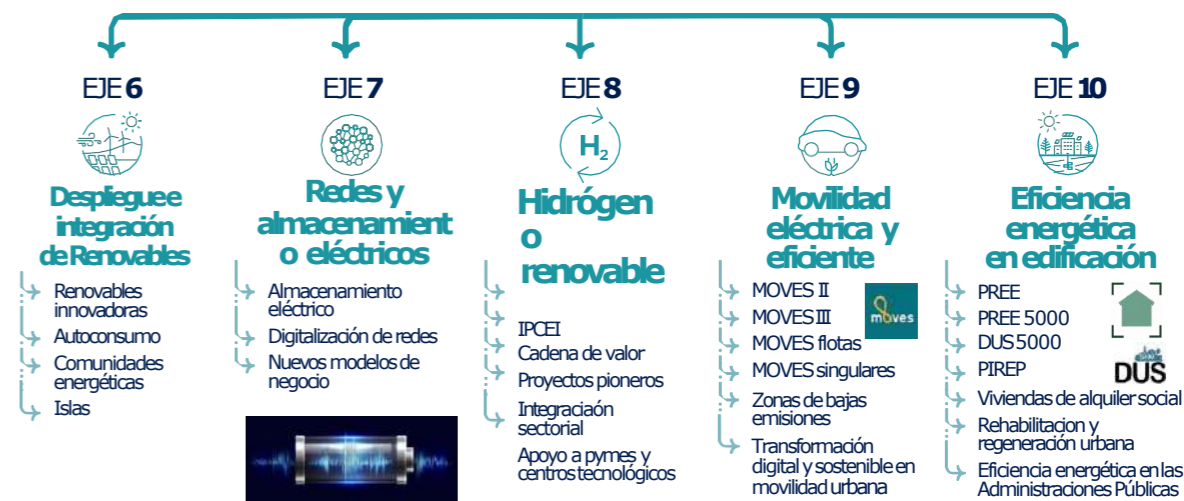 EJE 6
Despliegue e
integración
de Renovables
Renovables
innovadoras
Autoconsumo
Comunidades
energéticas
Islas
EJE 7
Redes y
almacenamient
o eléctricos
Almacenamiento
eléctrico
Digitalización de redes
Nuevos modelos de
negocio
EJE 8
H2
Hidrógen
o
renovable
IPCEI
Cadena de valor
Proyectos pioneros
Integraciaón
sectorial
Apoyo a pymes y
centros tecnológicos
EJE 9
Movilidad
eléctrica y
eficiente
MOVES II
MOVES III
MOVES flotas
MOVES singulares
moves
Zonas de bajas
emisiones
Transformación
digital y sostenible en
movilidad urbana
EJE 10
Eficiencia
energética
en edificación
PREE
PREE 5000
DUS 5000
PIREP
DUS
Viviendas de alquiler social
Rehabilitacion y
regeneración urbana
Eficiencia energética en las
Administraciones Públicas